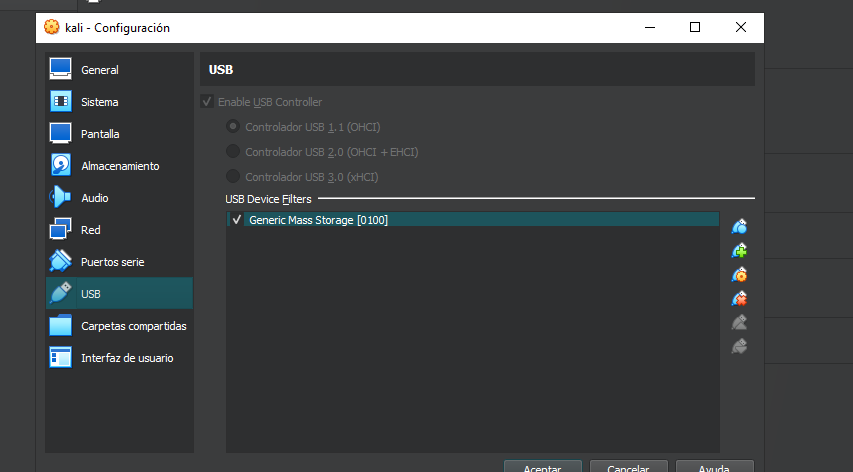 kali - Configuración
General
Sistema
Pantalla
Almacenamiento
Audio
Red
Puertos serie
USB
Carpetas compartidas
Interfaz de usuario
USB
Enable USB Controller
Controlador USB 1.1 (OHCI)
Controlador USB 2.0 (OHCI + EHCI)
Controlador USB 3.0 (xHCI)
USB Device Filters
Generic Mass Storage [0100]
Aceptar
Cancelar
Ayuda